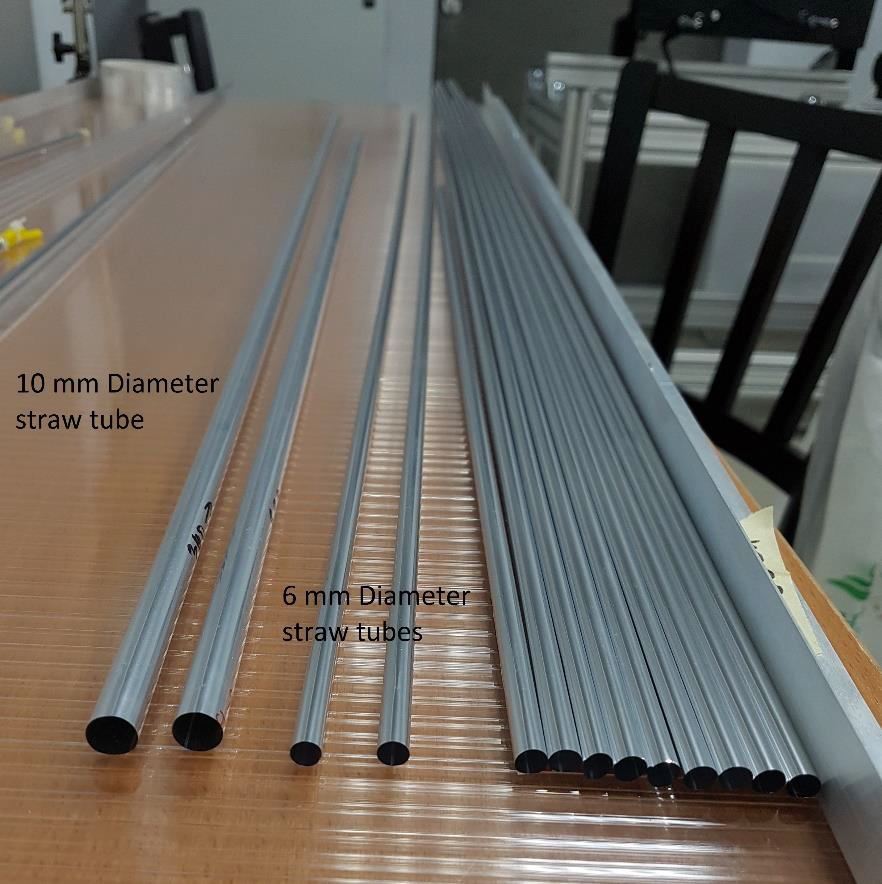 10 mm Diameter
straw tube
6 mm Diameter
straw tubes